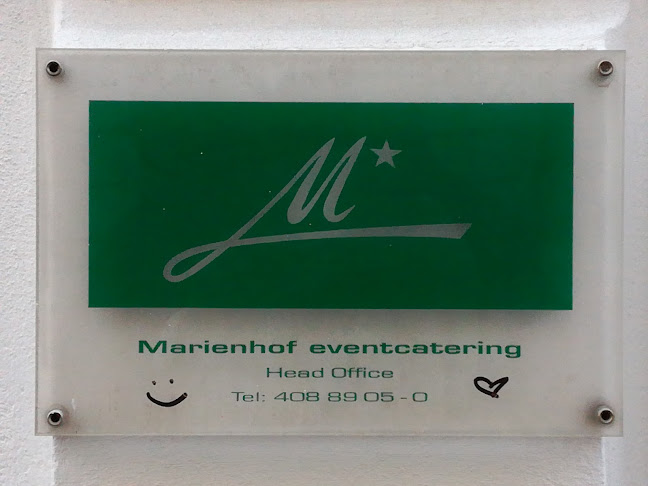 M
Marienhof eventcatering
Head Office
Tel: 408 89 05 - 0